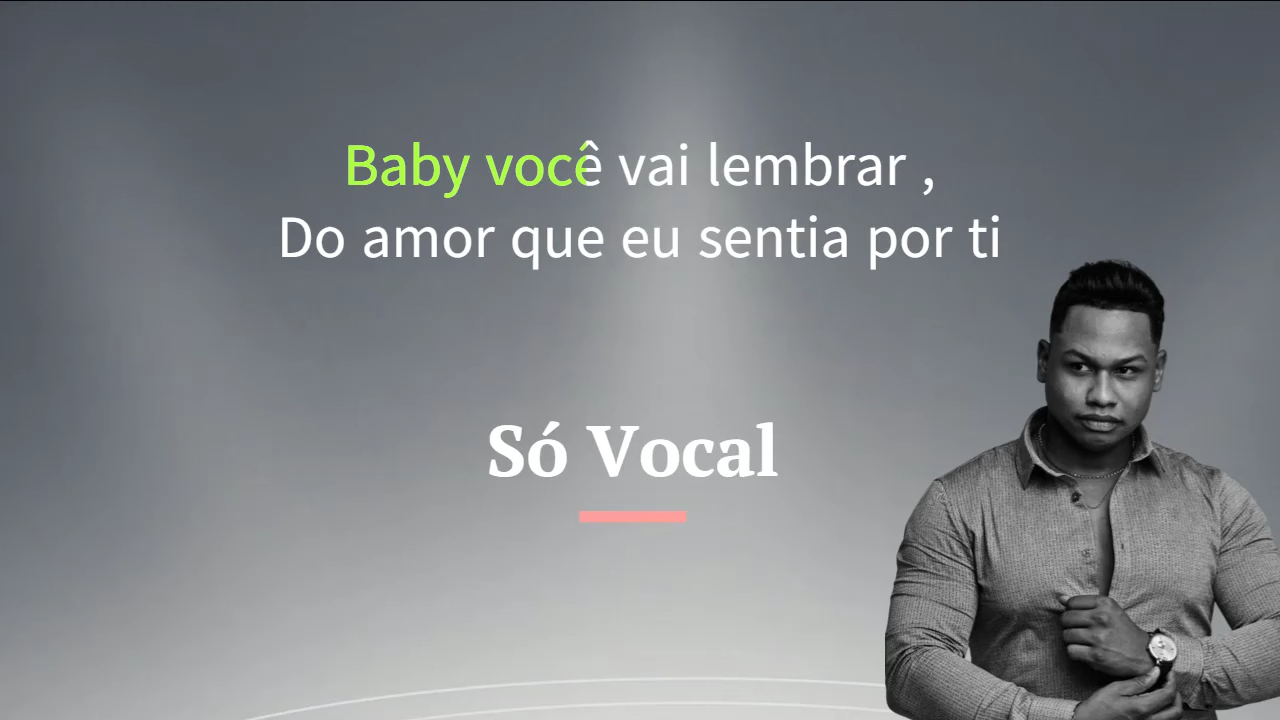 Baby você vai lembrar ,
Do amor que eu sentia por ti
Só Vocal